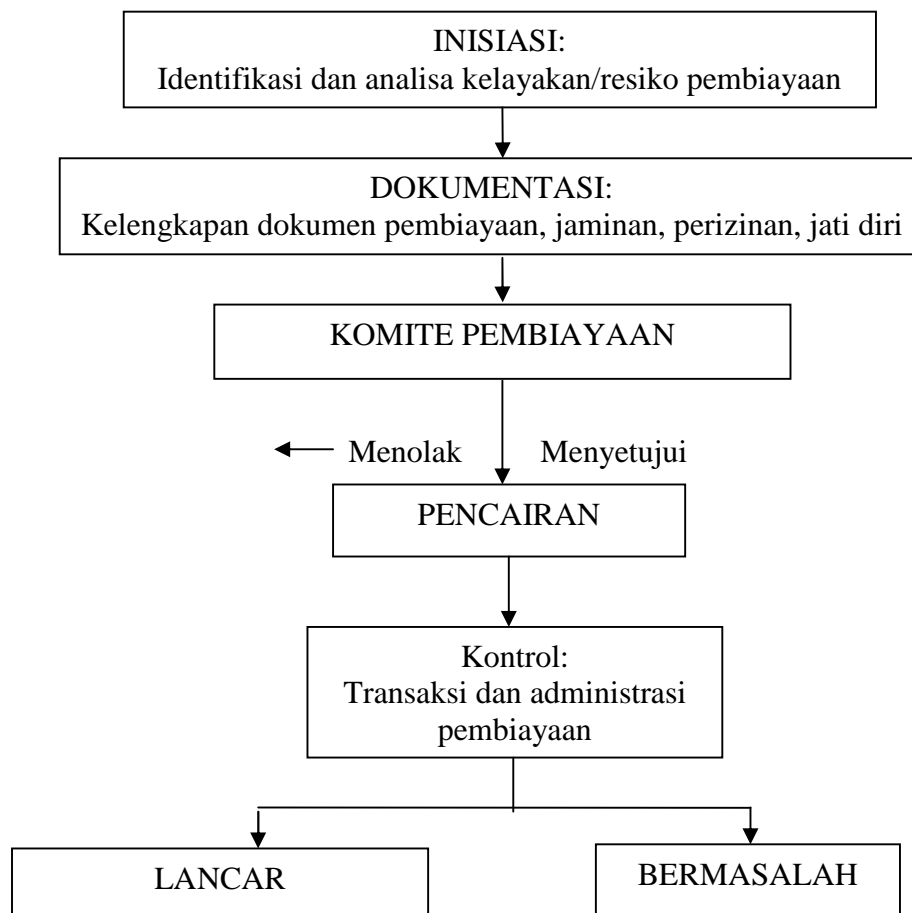 INISIASI:
Identifikasi dan analisa kelayakan/resiko pembiayaan
DOKUMENTASI:
Kelengkapan dokumen pembiayaan, jaminan, perizinan, jati diri
KOMITE PEMBIAYAAN
Menolak Menyetujui
PENCAIRAN
Kontrol:
Transaksi dan administrasi
pembiayaan
LANCAR
BERMASALAH